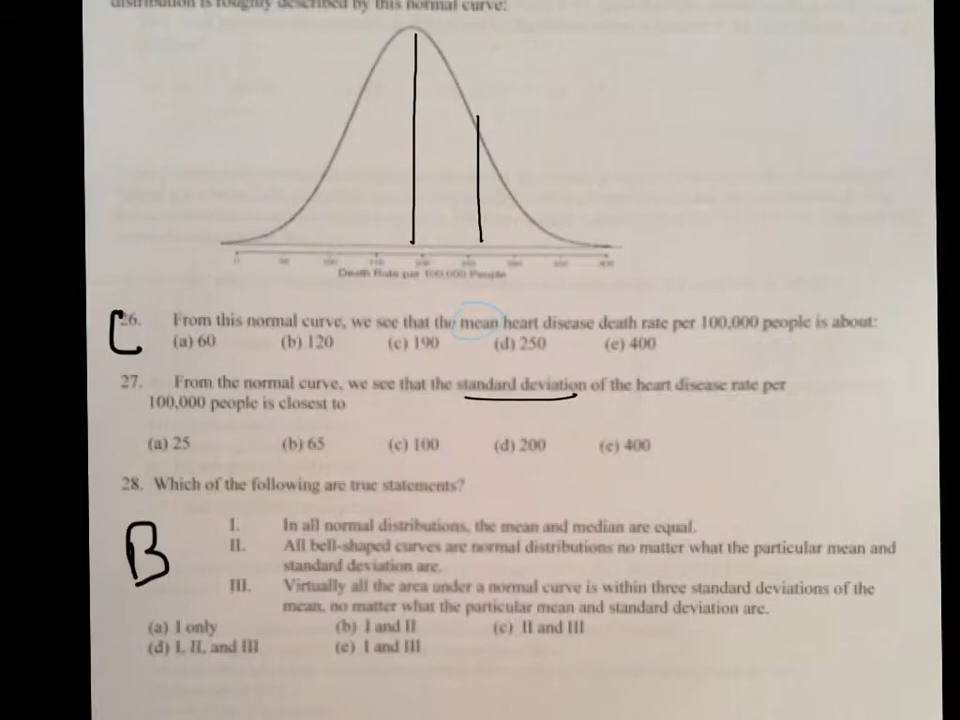 distribution is roughly described by this normal curve:
0 50 100 200 400
Death Rate per 100,000 People
C 26. From this normal curve, we see that the mean heart disease death rate per 100,000 people is about:
(a) 60 (b) 120 (c) 190 (d) 250 (e) 400
27. From the normal curve, we see that the standard deviation of the heart disease rate per
100,000 people is closest to
(a) 25 (b) 65 (c) 100 (d) 200 (e) 400
28. Which of the following are true statements?
B
I. In all normal distributions, the mean and median are equal.
II. All bell-shaped curves are normal distributions no matter what the particular mean and
standard deviation are.
III. Virtually all the area under a normal curve is within three standard deviations of the
mean, no matter what the particular mean and standard deviation are.
(a) I only (b) I and II (c) II and III
(d) I, II, and III (e) I and III